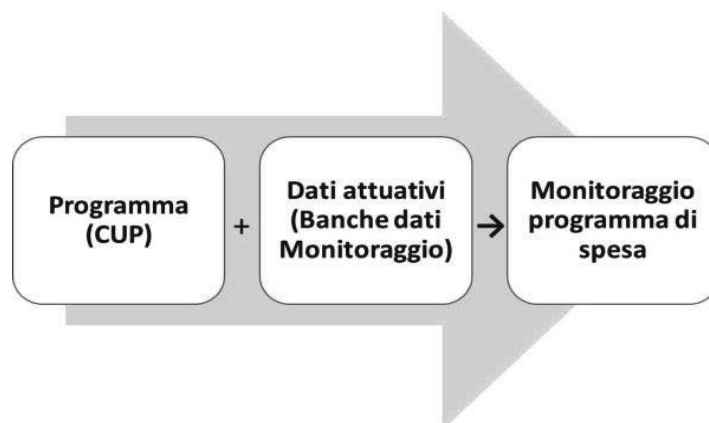 Programma
(CUP)
+
Dati attuativi
(Banche dati
Monitoraggio)
→
Monitoraggio
programma di
spesa